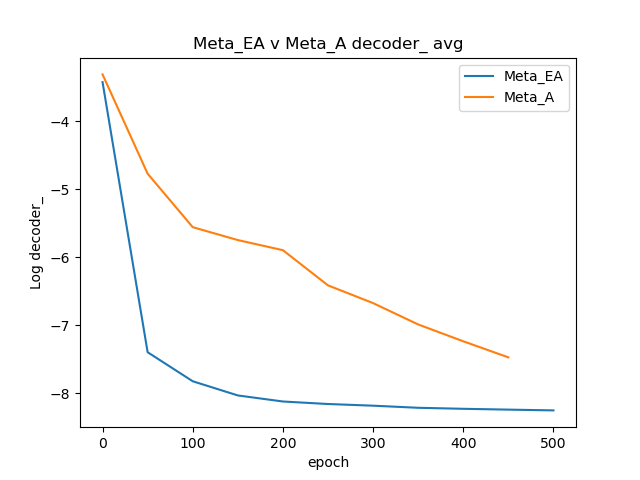 Meta_EA v Meta_A decoder_ avg
Meta_EA
Meta_A
Log decoder_
−4
−5
−6
−7
−8
0 100 200 300 400 500
epoch